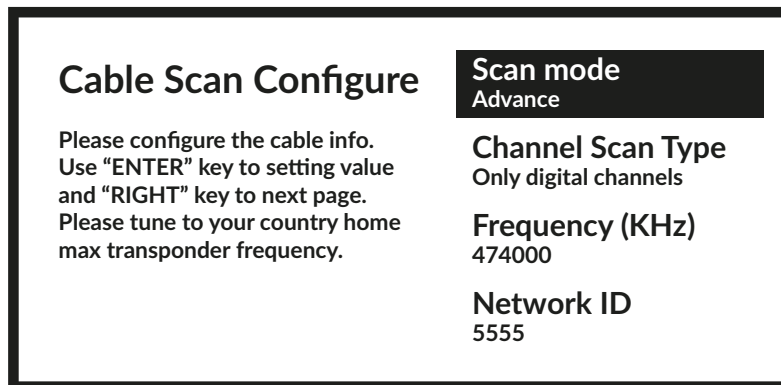 Cable Scan Configure
Please configure the cable info.
Use “ENTER” key to setting value
and “RIGHT” key to next page.
Please tune to your country home
max transponder frequency.
Scan mode
Advance
Channel Scan Type
Only digital channels
Frequency (KHz)
474000
Network ID
5555